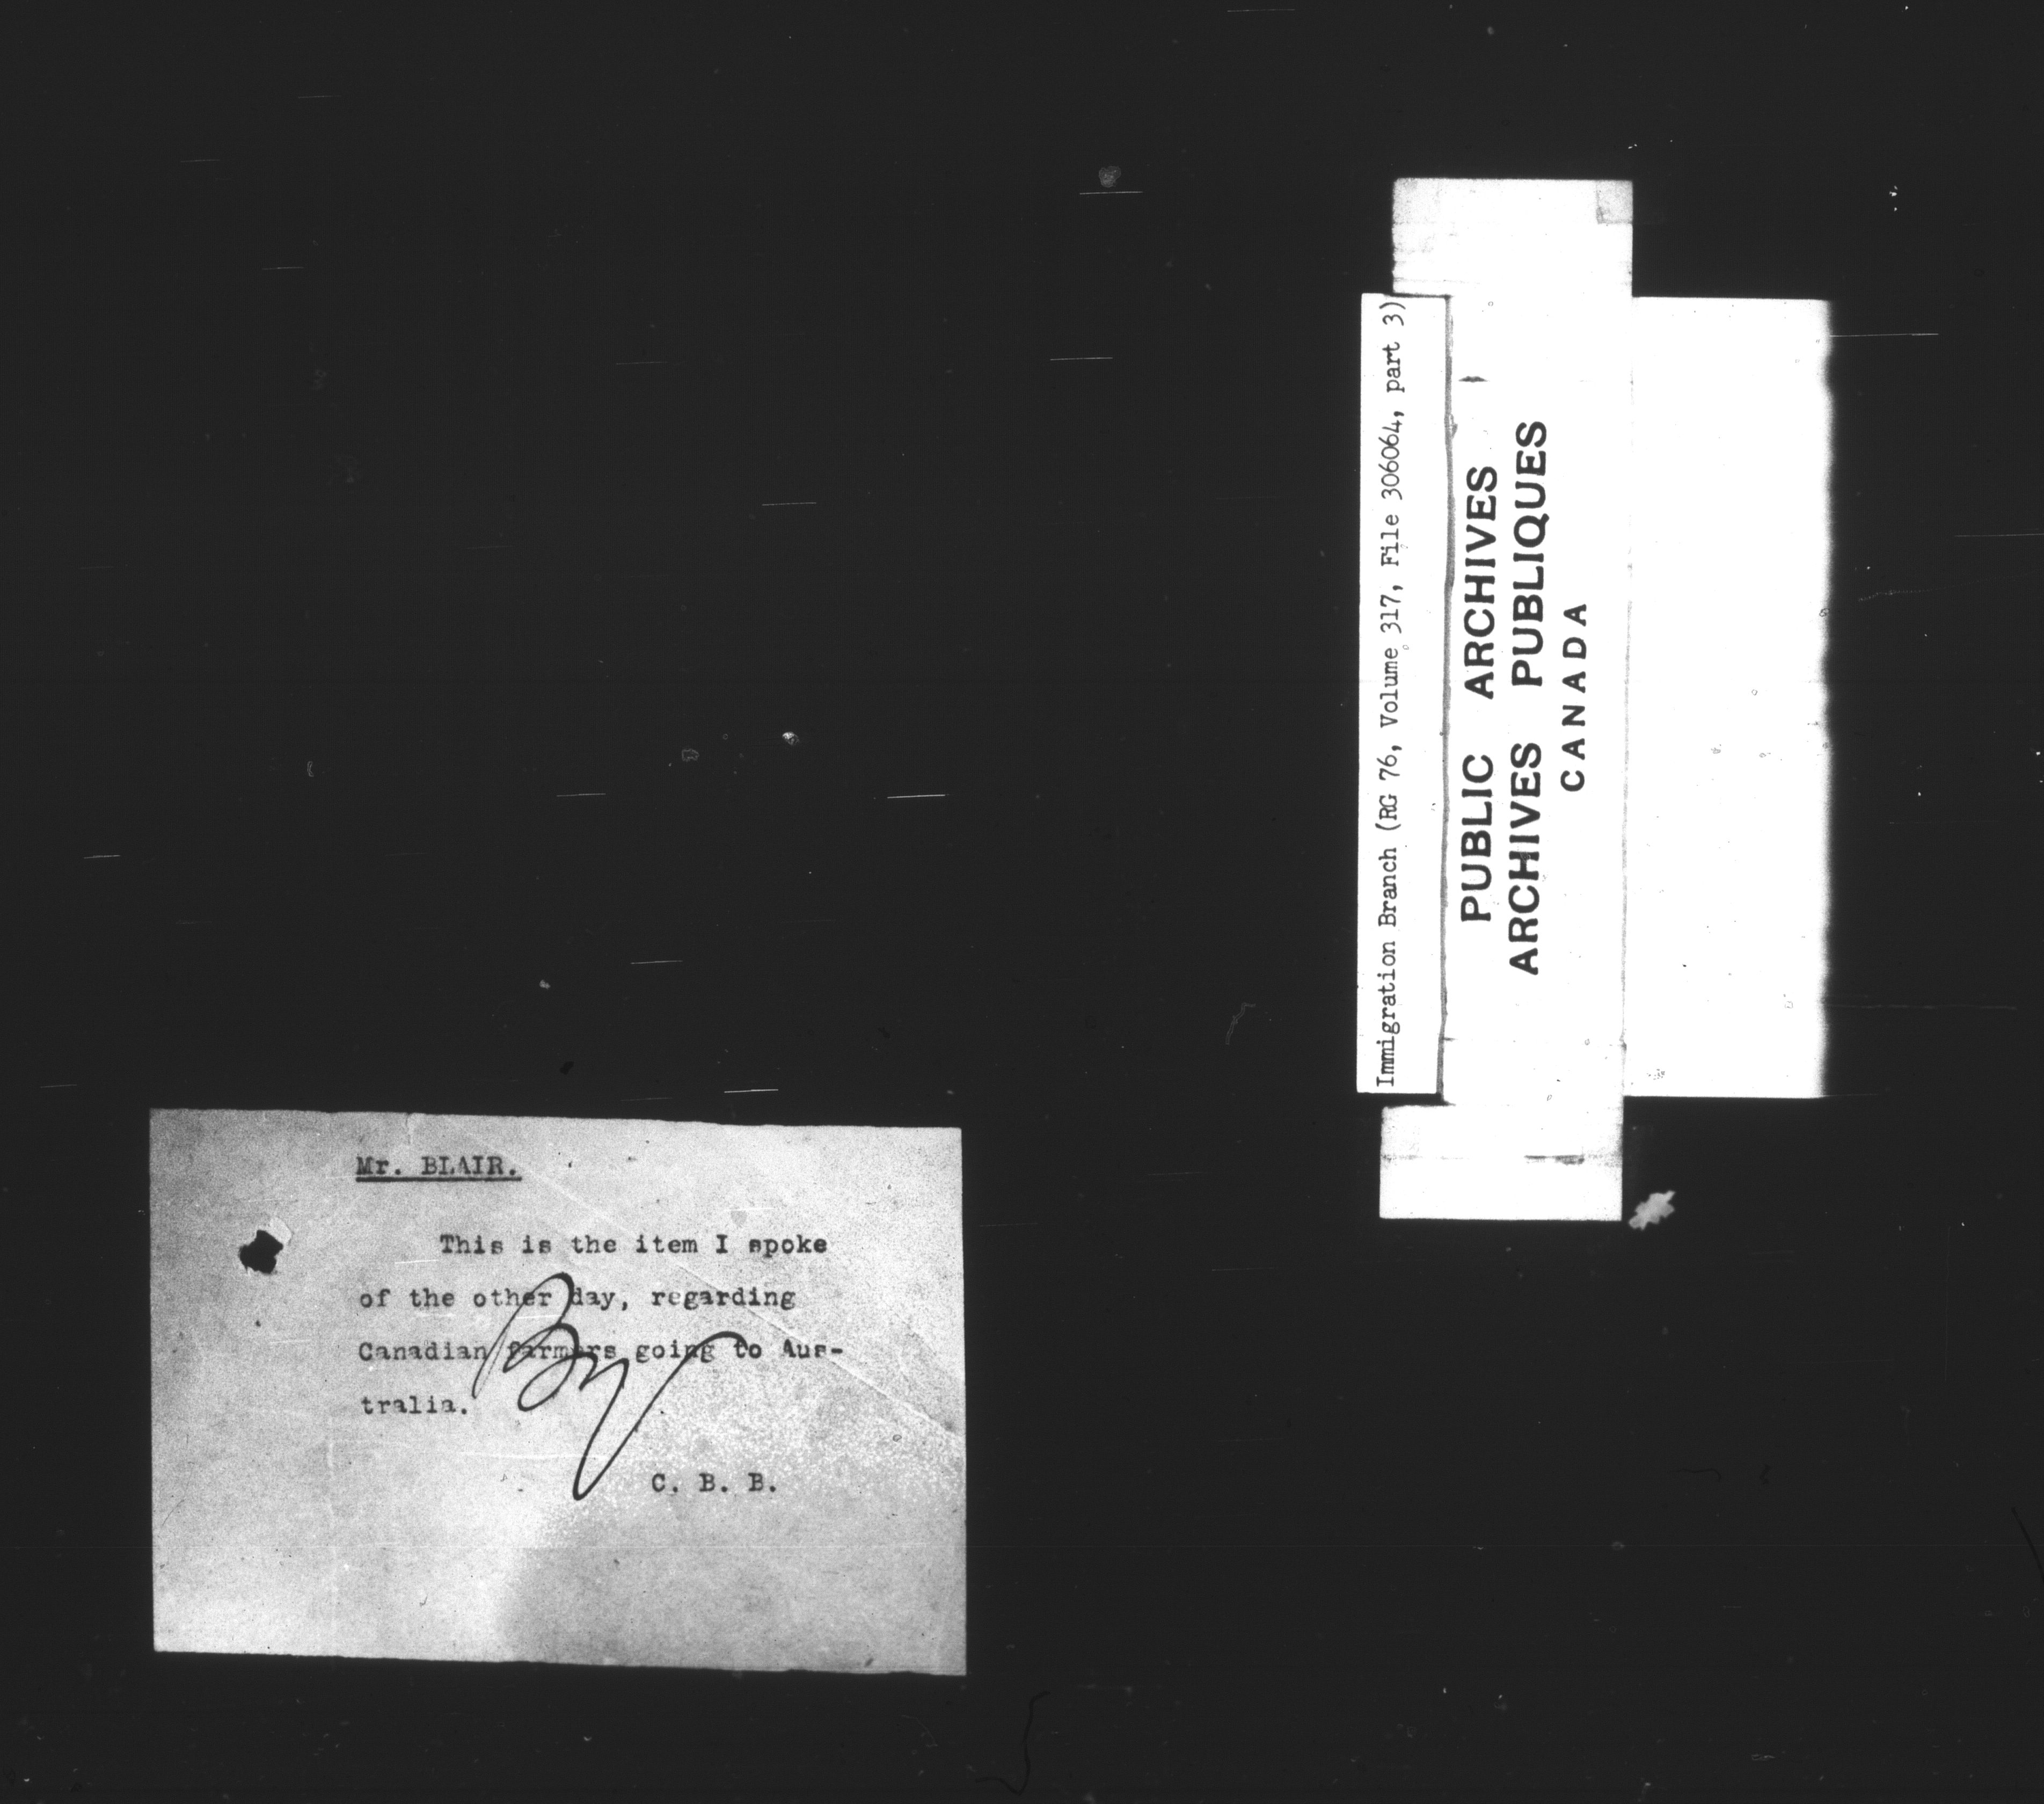 Mr. BLAIR.
This is the item I spoke
of the other day, regarding
Canadian farmers going to Aus-
tralia.
C. B. B.
Immigration Branch (RG 76, Volume 317, File 306064, part 3)
PUBLIC ARCHIVES
ARCHIVES PUBLIQUES
CANADA